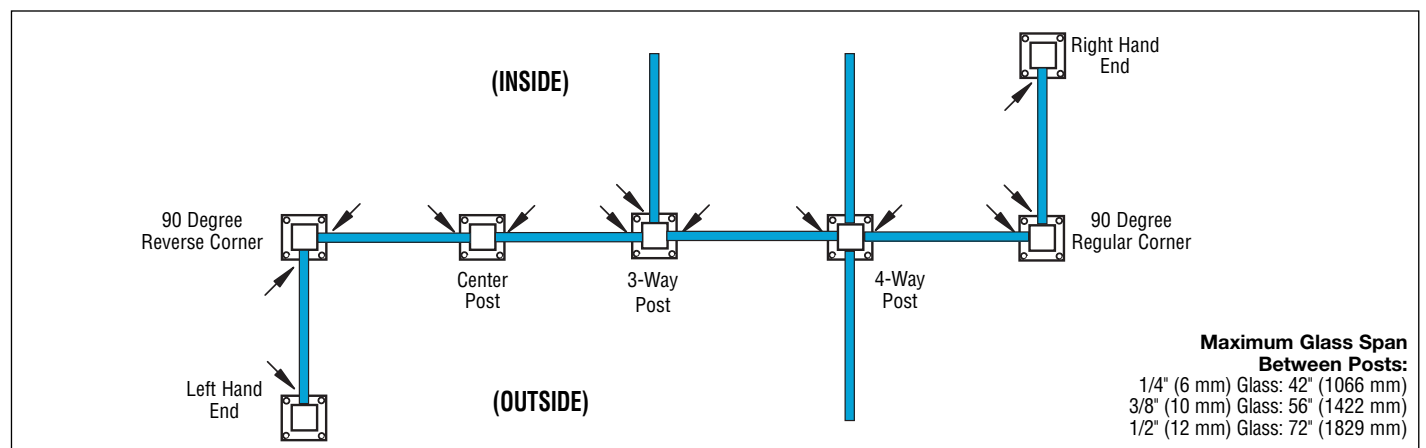 (INSIDE)
Right Hand
End
90 Degree
Reverse Corner
Center
Post
3-Way
Post
4-Way
Post
90 Degree
Regular Corner
Left Hand
End
(OUTSIDE)
Maximum Glass Span
Between Posts:
1/4" (6 mm) Glass: 42" (1066 mm)
3/8" (10 mm) Glass: 56" (1422 mm)
1/2" (12 mm) Glass: 72" (1829 mm)